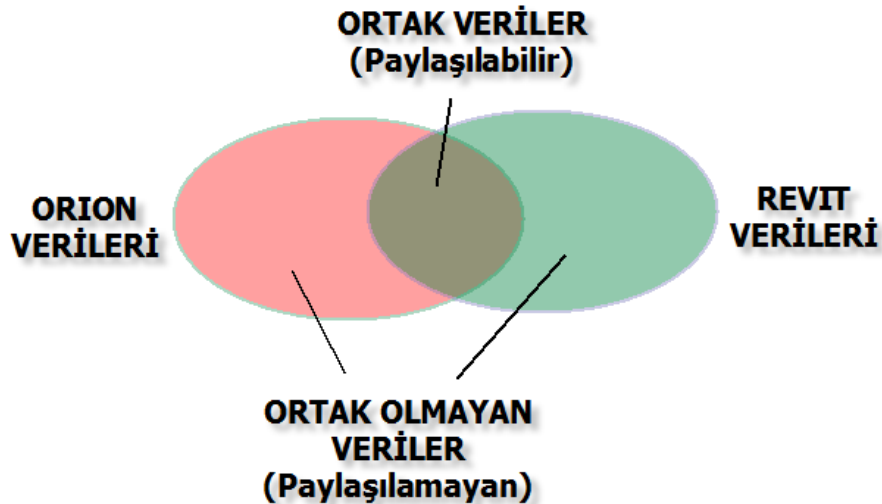 ORTAK VERİLER
(Paylaşılabilir)
ORION
VERİLERİ
REVIT
VERİLERİ
ORTAK OLMAYAN
VERİLER
(Paylaşılamayan)